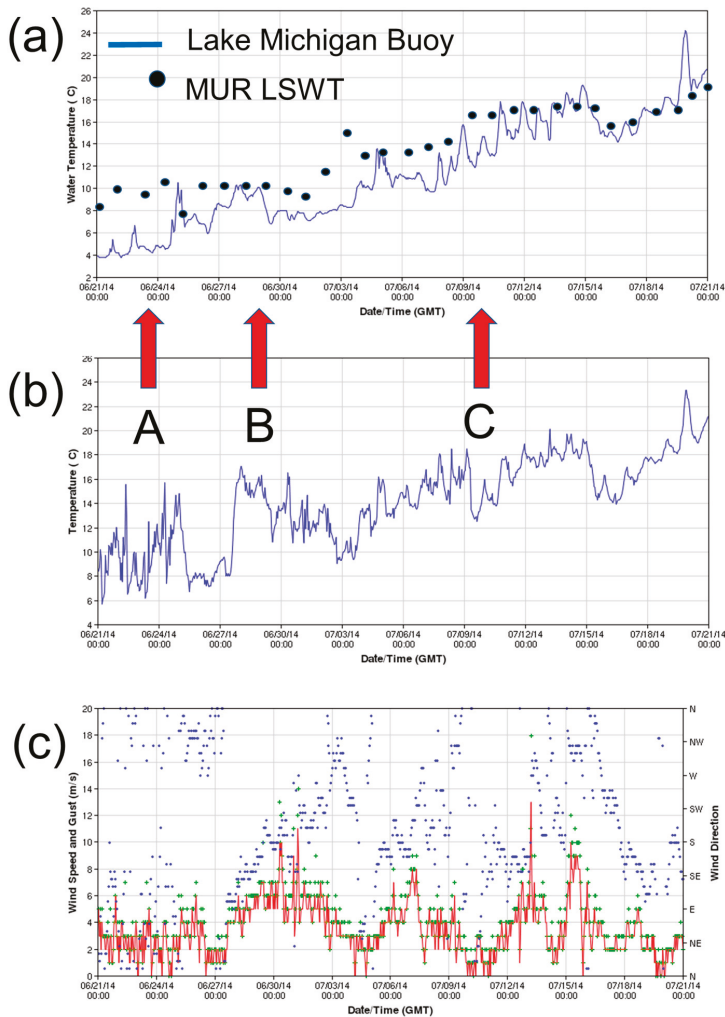 (a)
Lake Michigan Buoy
MUR LSWT
Water Temperature ( C)
26
24
22
20
18
16
14
12
10
8
6
4
2
06/21/14 06/24/14 06/27/14 06/30/14 07/03/14 07/06/14 07/09/14 07/12/14 07/15/14 07/18/14 07/21/14
00:00 00:00 00:00 00:00 00:00 00:00 00:00 00:00 00:00 00:00 00:00
Date/Time (GMT)
(b)
A B C
Temperature ( C)
26
24
22
20
18
16
14
12
10
8
6
4
06/21/14 06/24/14 06/27/14 06/30/14 07/03/14 07/06/14 07/09/14 07/12/14 07/15/14 07/18/14 07/21/14
00:00 00:00 00:00 00:00 00:00 00:00 00:00 00:00 00:00 00:00 00:00
Date/Time (GMT)
(c)
Wind Speed and Gust (m/s)
20
18
16
14
12
10
8
6
4
2
0
N
NW
W
SW
S
SE
E
NE
N
Wind Direction
06/21/14 06/24/14 06/27/14 06/30/14 07/03/14 07/06/14 07/09/14 07/12/14 07/15/14 07/18/14 07/21/14
00:00 00:00 00:00 00:00 00:00 00:00 00:00 00:00 00:00 00:00 00:00
Date/Time (GMT)